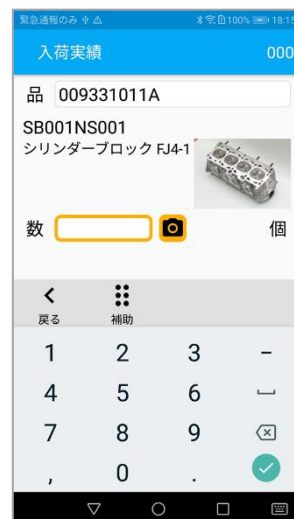 緊急通報のみ 100% 18:15
入荷実績 000
品 009331011A
SB001NS001
シリンダーブロック FJ4-1
数 個
戻る 補助
1 2 3 -
4 5 6
7 8 9
, 0 .